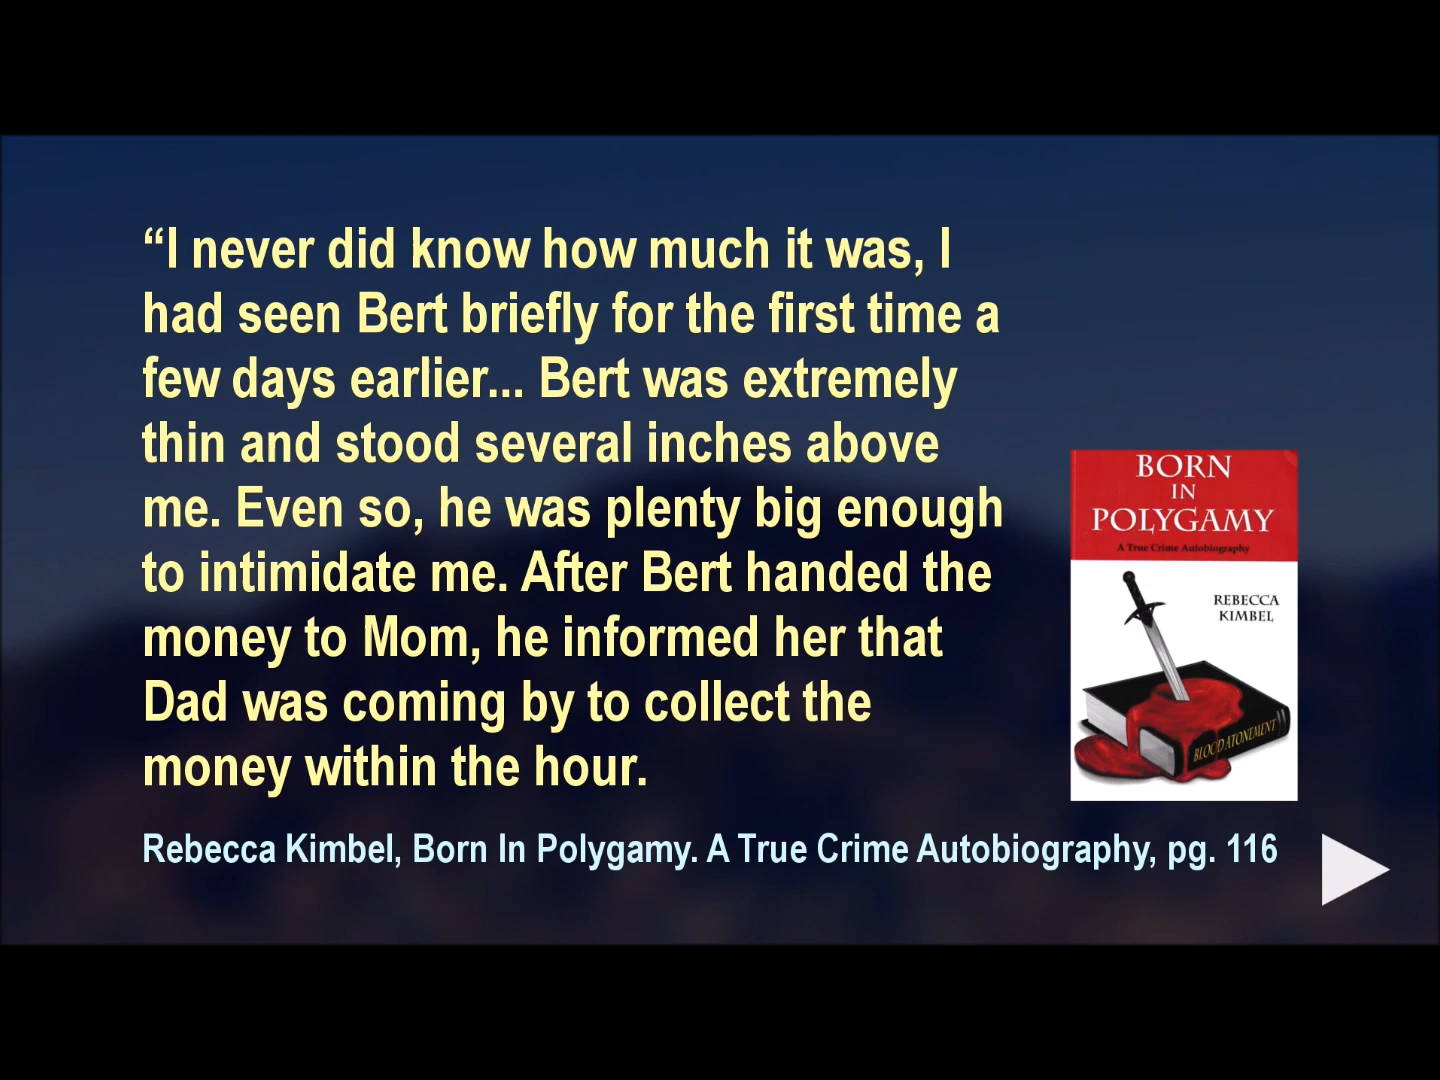 “I never did know how much it was, I
had seen Bert briefly for the first time a
few days earlier... Bert was extremely
thin and stood several inches above
me. Even so, he was plenty big enough
to intimidate me. After Bert handed the
money to Mom, he informed her that
Dad was coming by to collect the
money within the hour.
BORN
IN
POLYGAMY
A True Crime Autobiography
REBECCA
KIMBEL
BLOOD ATONEMENT
Rebecca Kimbel, Born In Polygamy. A True Crime Autobiography, pg. 116